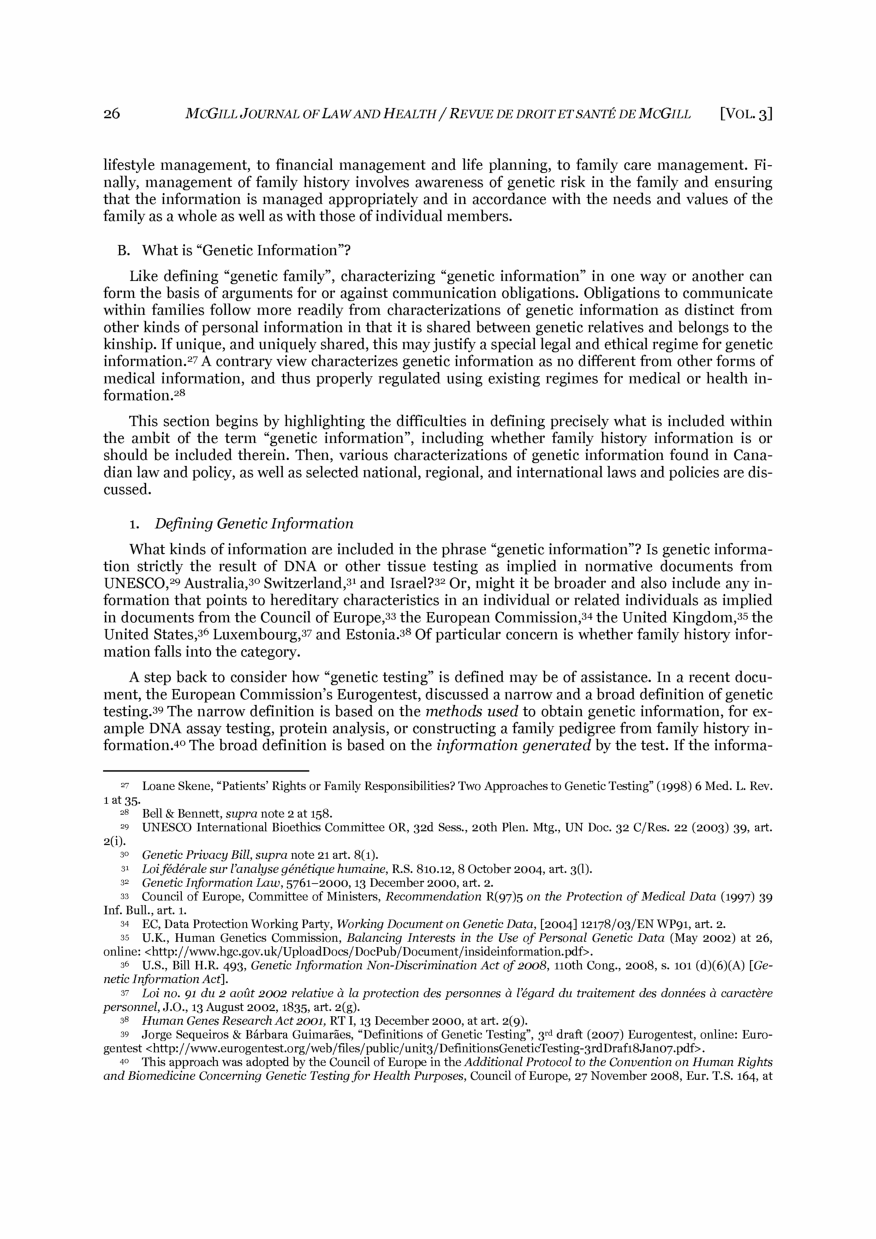 26 MCGILL JOURNAL OF LAW AND HEALTH / REVUE DE DROIT ET SANTÉ DE MCGILL [VOL. 3]
lifestyle management, to financial management and life planning, to family care management. Fi-
nally, management of family history involves awareness of genetic risk in the family and ensuring
that the information is managed appropriately and in accordance with the needs and values of the
family as a whole as well as with those of individual members.
B. What is “Genetic Information”?
Like defining “genetic family”, characterizing “genetic information” in one way or another can
form the basis of arguments for or against communication obligations. Obligations to communicate
within families follow more readily from characterizations of genetic information as distinct from
other kinds of personal information in that it is shared between genetic relatives and belongs to the
kinship. If unique, and uniquely shared, this may justify a special legal and ethical regime for genetic
information.27 A contrary view characterizes genetic information as no different from other forms of
medical information, and thus properly regulated using existing regimes for medical or health in-
formation.28
This section begins by highlighting the difficulties in defining precisely what is included within
the ambit of the term “genetic information”, including whether family history information is or
should be included therein. Then, various characterizations of genetic information found in Cana-
dian law and policy, as well as selected national, regional, and international laws and policies are dis-
cussed.
1. Defining Genetic Information
What kinds of information are included in the phrase “genetic information”? Is genetic informa-
tion strictly the result of DNA or other tissue testing as implied in normative documents from
UNESCO,29 Australia,30 Switzerland,31 and Israel?32 Or, might it be broader and also include any in-
formation that points to hereditary characteristics in an individual or related individuals as implied
in documents from the Council of Europe,33 the European Commission,34 the United Kingdom,35 the
United States,36 Luxembourg,37 and Estonia.38 Of particular concern is whether family history infor-
mation falls into the category.
A step back to consider how “genetic testing” is defined may be of assistance. In a recent docu-
ment, the European Commission’s Eurogentest, discussed a narrow and a broad definition of genetic
testing.39 The narrow definition is based on the methods used to obtain genetic information, for ex-
ample DNA assay testing, protein analysis, or constructing a family pedigree from family history in-
formation.40 The broad definition is based on the information generated by the test. If the informa-
27 Loane Skene, “Patients’ Rights or Family Responsibilities? Two Approaches to Genetic Testing” (1998) 6 Med. L. Rev.
1 at 35.
28 Bell & Bennett, supra note 2 at 158.
29 UNESCO International Bioethics Committee OR, 32d Sess., 20th Plen. Mtg., UN Doc. 32 C/Res. 22 (2003) 39, art.
2(i).
30 Genetic Privacy Bill, supra note 21 art. 8(1).
31 Loi fédérale sur l’analyse génétique humaine, R.S. 810.12, 8 October 2004, art. 3(l).
32 Genetic Information Law, 5761–2000, 13 December 2000, art. 2.
33 Council of Europe, Committee of Ministers, Recommendation R(97)5 on the Protection of Medical Data (1997) 39
Inf. Bull., art. 1.
34 EC, Data Protection Working Party, Working Document on Genetic Data, [2004] 12178/03/EN WP91, art. 2.
35 U.K., Human Genetics Commission, Balancing Interests in the Use of Personal Genetic Data (May 2002) at 26,
online: <http://www.hgc.gov.uk/UploadDocs/DocPub/Document/insideinformation.pdf>.
36 U.S., Bill H.R. 493, Genetic Information Non-Discrimination Act of 2008, 110th Cong., 2008, s. 101 (d)(6)(A) [Ge-
netic Information Act].
37 Loi no. 91 du 2 août 2002 relative à la protection des personnes à l’égard du traitement des données à caractère
personnel, J.O., 13 August 2002, 1835, art. 2(g).
38 Human Genes Research Act 2001, RT I, 13 December 2000, at art. 2(9).
39 Jorge Sequeiros & Bárbara Guimarães, “Definitions of Genetic Testing”, 3rd draft (2007) Eurogentest, online: Euro-
gentest <http://www.eurogentest.org/web/files/public/unit3/DefinitionsGeneticTesting-3rdDraf18Jan07.pdf>.
40 This approach was adopted by the Council of Europe in the Additional Protocol to the Convention on Human Rights
and Biomedicine Concerning Genetic Testing for Health Purposes, Council of Europe, 27 November 2008, Eur. T.S. 164, at